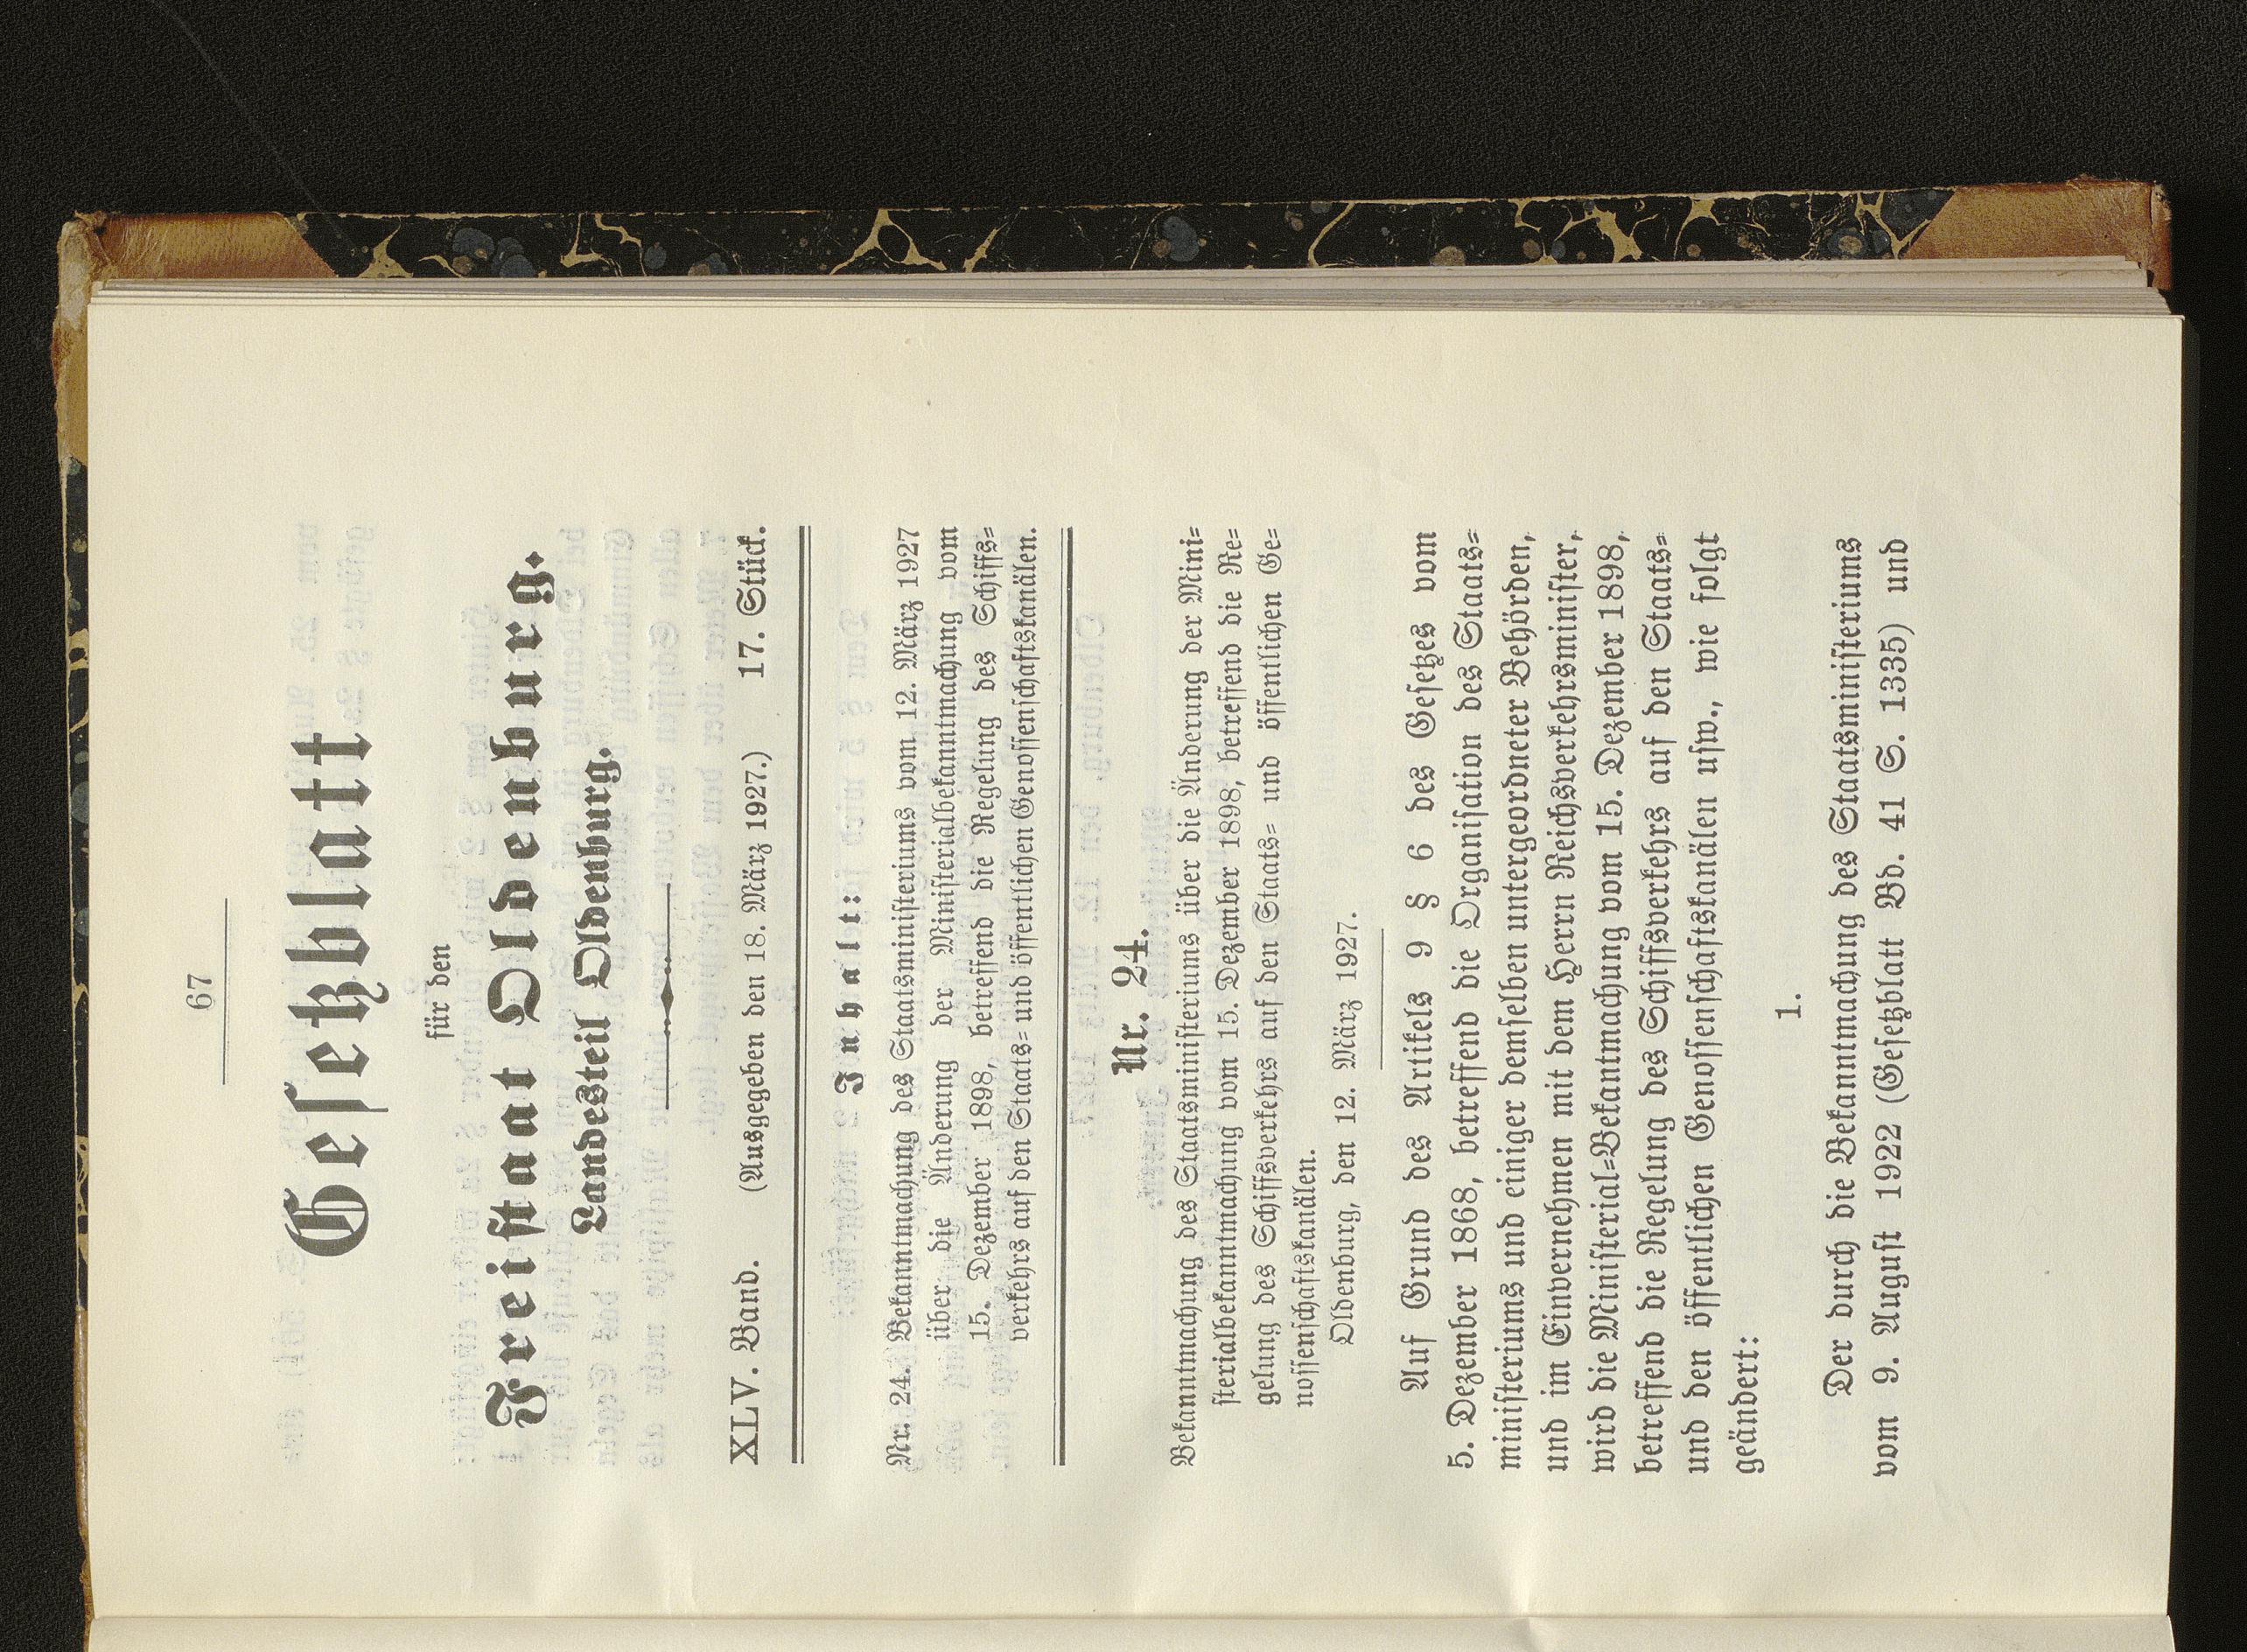 67
Gesetzblatt
für den
Freistaat Oldenburg.
Landesteil Oldenburg.
XLV. Band. (Ausgegeben den 18. März 1927.) 17. Stück.
Inhalt:
Nr. 24. Bekanntmachung des Staatsministeriums vom 12. März 1927
über die Änderung der Ministerialbekanntmachung vom
15. Dezember 1898, betreffend die Regelung des Schiffs-
verkehrs auf den Staats- und öffentlichen Genossenschaftskanälen.
Nr. 24.
Bekanntmachung des Staatsministeriums über die Änderung der Mini-
sterialbekanntmachung vom 15. Dezember 1898, betreffend die Re-
gelung des Schiffsverkehrs auf den Staats- und öffentlichen Ge-
nossenschaftskanälen.
Oldenburg, den 12. März 1927.
Auf Grund des Artikels 9 § 6 des Gesetzes vom
5. Dezember 1868, betreffend die Organisation des Staats-
ministeriums und einiger demselben untergeordneter Behörden,
und im Einvernehmen mit dem Herrn Reichsverkehrsminister,
wird die Ministerial-Bekanntmachung vom 15. Dezember 1898,
betreffend die Regelung des Schiffsverkehrs auf den Staats-
und den öffentlichen Genossenschaftskanälen usw., wie folgt
geändert:
1.
Der durch die Bekanntmachung des Staatsministeriums
vom 9. August 1922 (Gesetzblatt Bd. 41 S. 1335) und